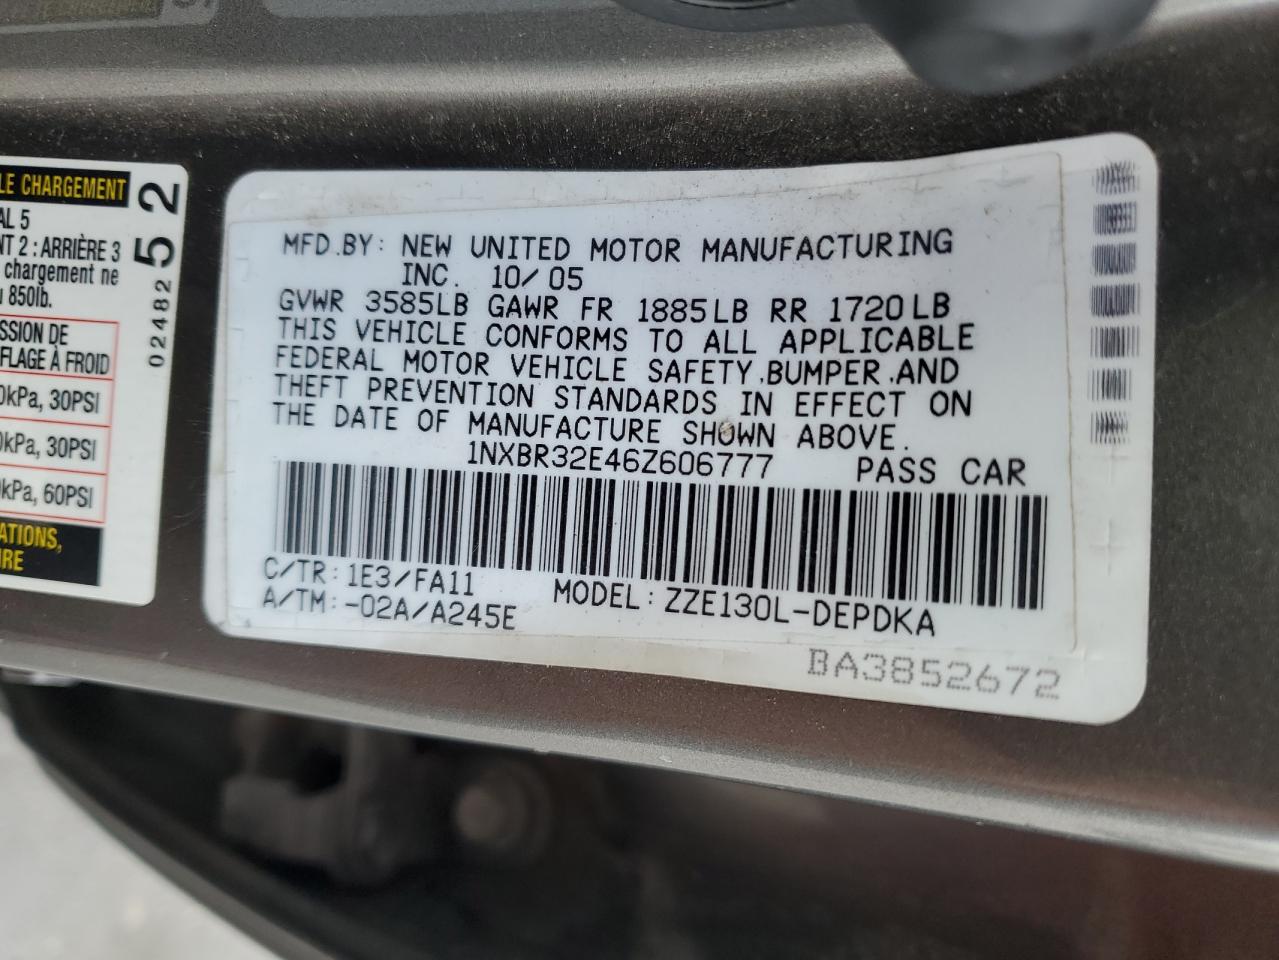 LE CHARGEMENT
AL 5
NT 2 : ARRIÈRE 3
chargement ne
850lb.
SSION DE
FLAGE À FROID
0kPa, 30PSI
0kPa, 30PSI
kPa, 60PSI
ATIONS,
IRE
02482 52
MFD.BY: NEW UNITED MOTOR MANUFACTURING
INC. 10/05
GVWR 3585LB GAWR FR 1885LB RR 1720LB
THIS VEHICLE CONFORMS TO ALL APPLICABLE
FEDERAL MOTOR VEHICLE SAFETY,BUMPER,AND
THEFT PREVENTION STANDARDS IN EFFECT ON
THE DATE OF MANUFACTURE SHOWN ABOVE.
1NXBR32E46Z606777 PASS CAR
C/TR: 1E3/FA11
A/TM:-02A/A245E
MODEL: ZZE130L-DEPDKA
BA3852672